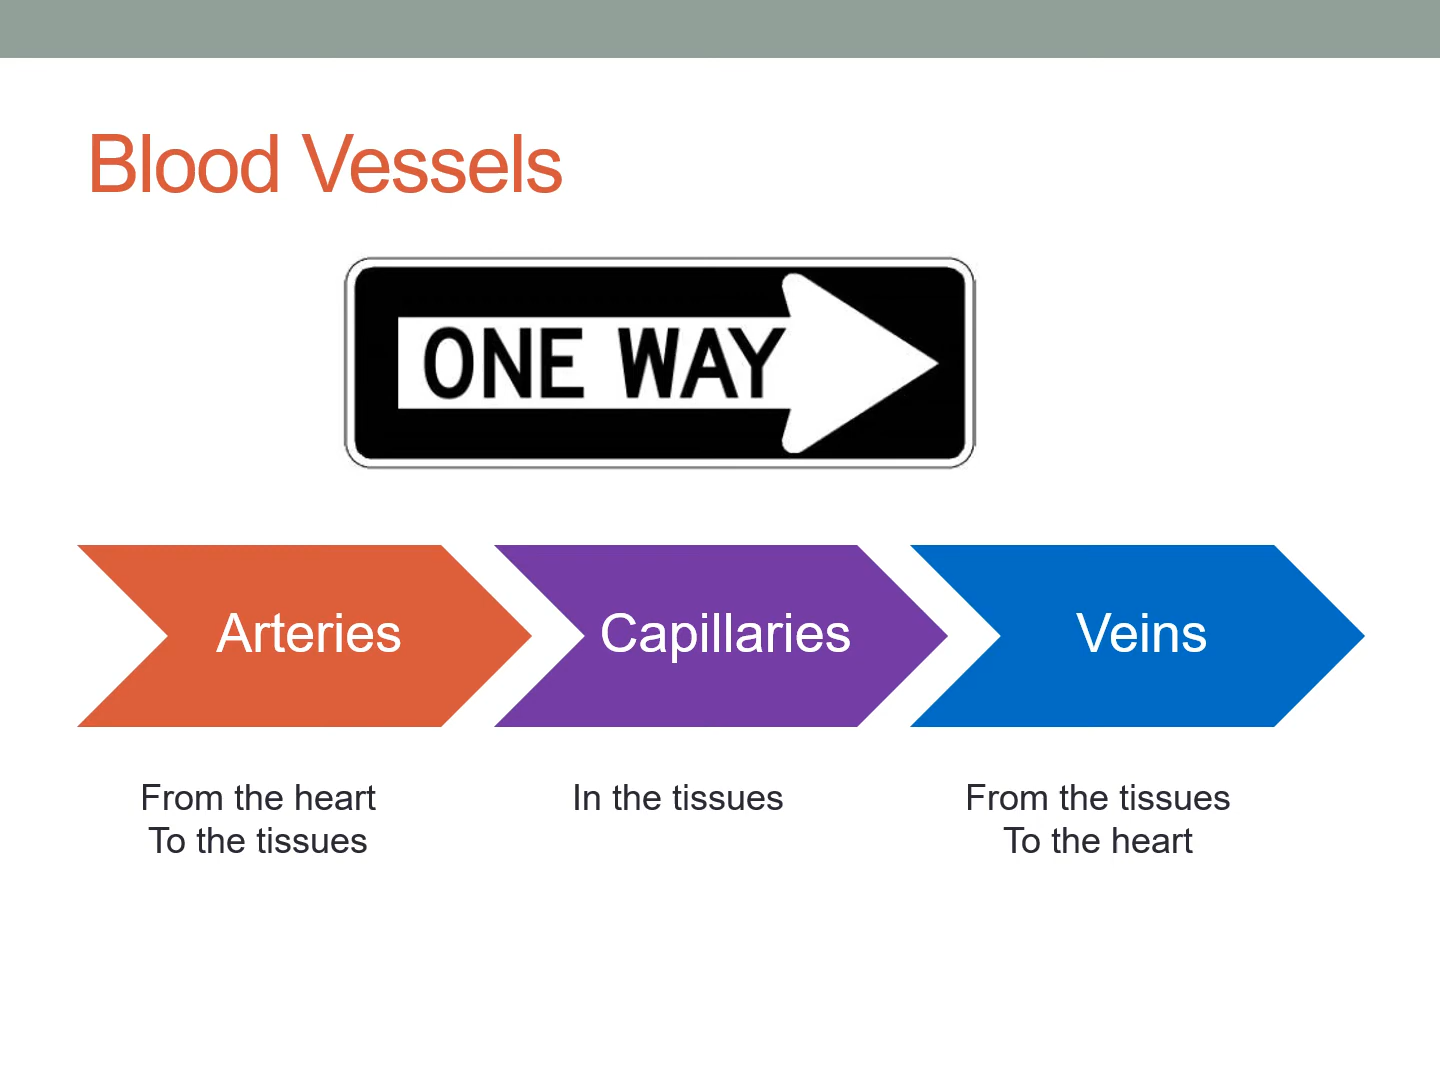 Blood Vessels
ONE WAY
Arteries
Capillaries
Veins
From the heart
To the tissues
In the tissues
From the tissues
To the heart